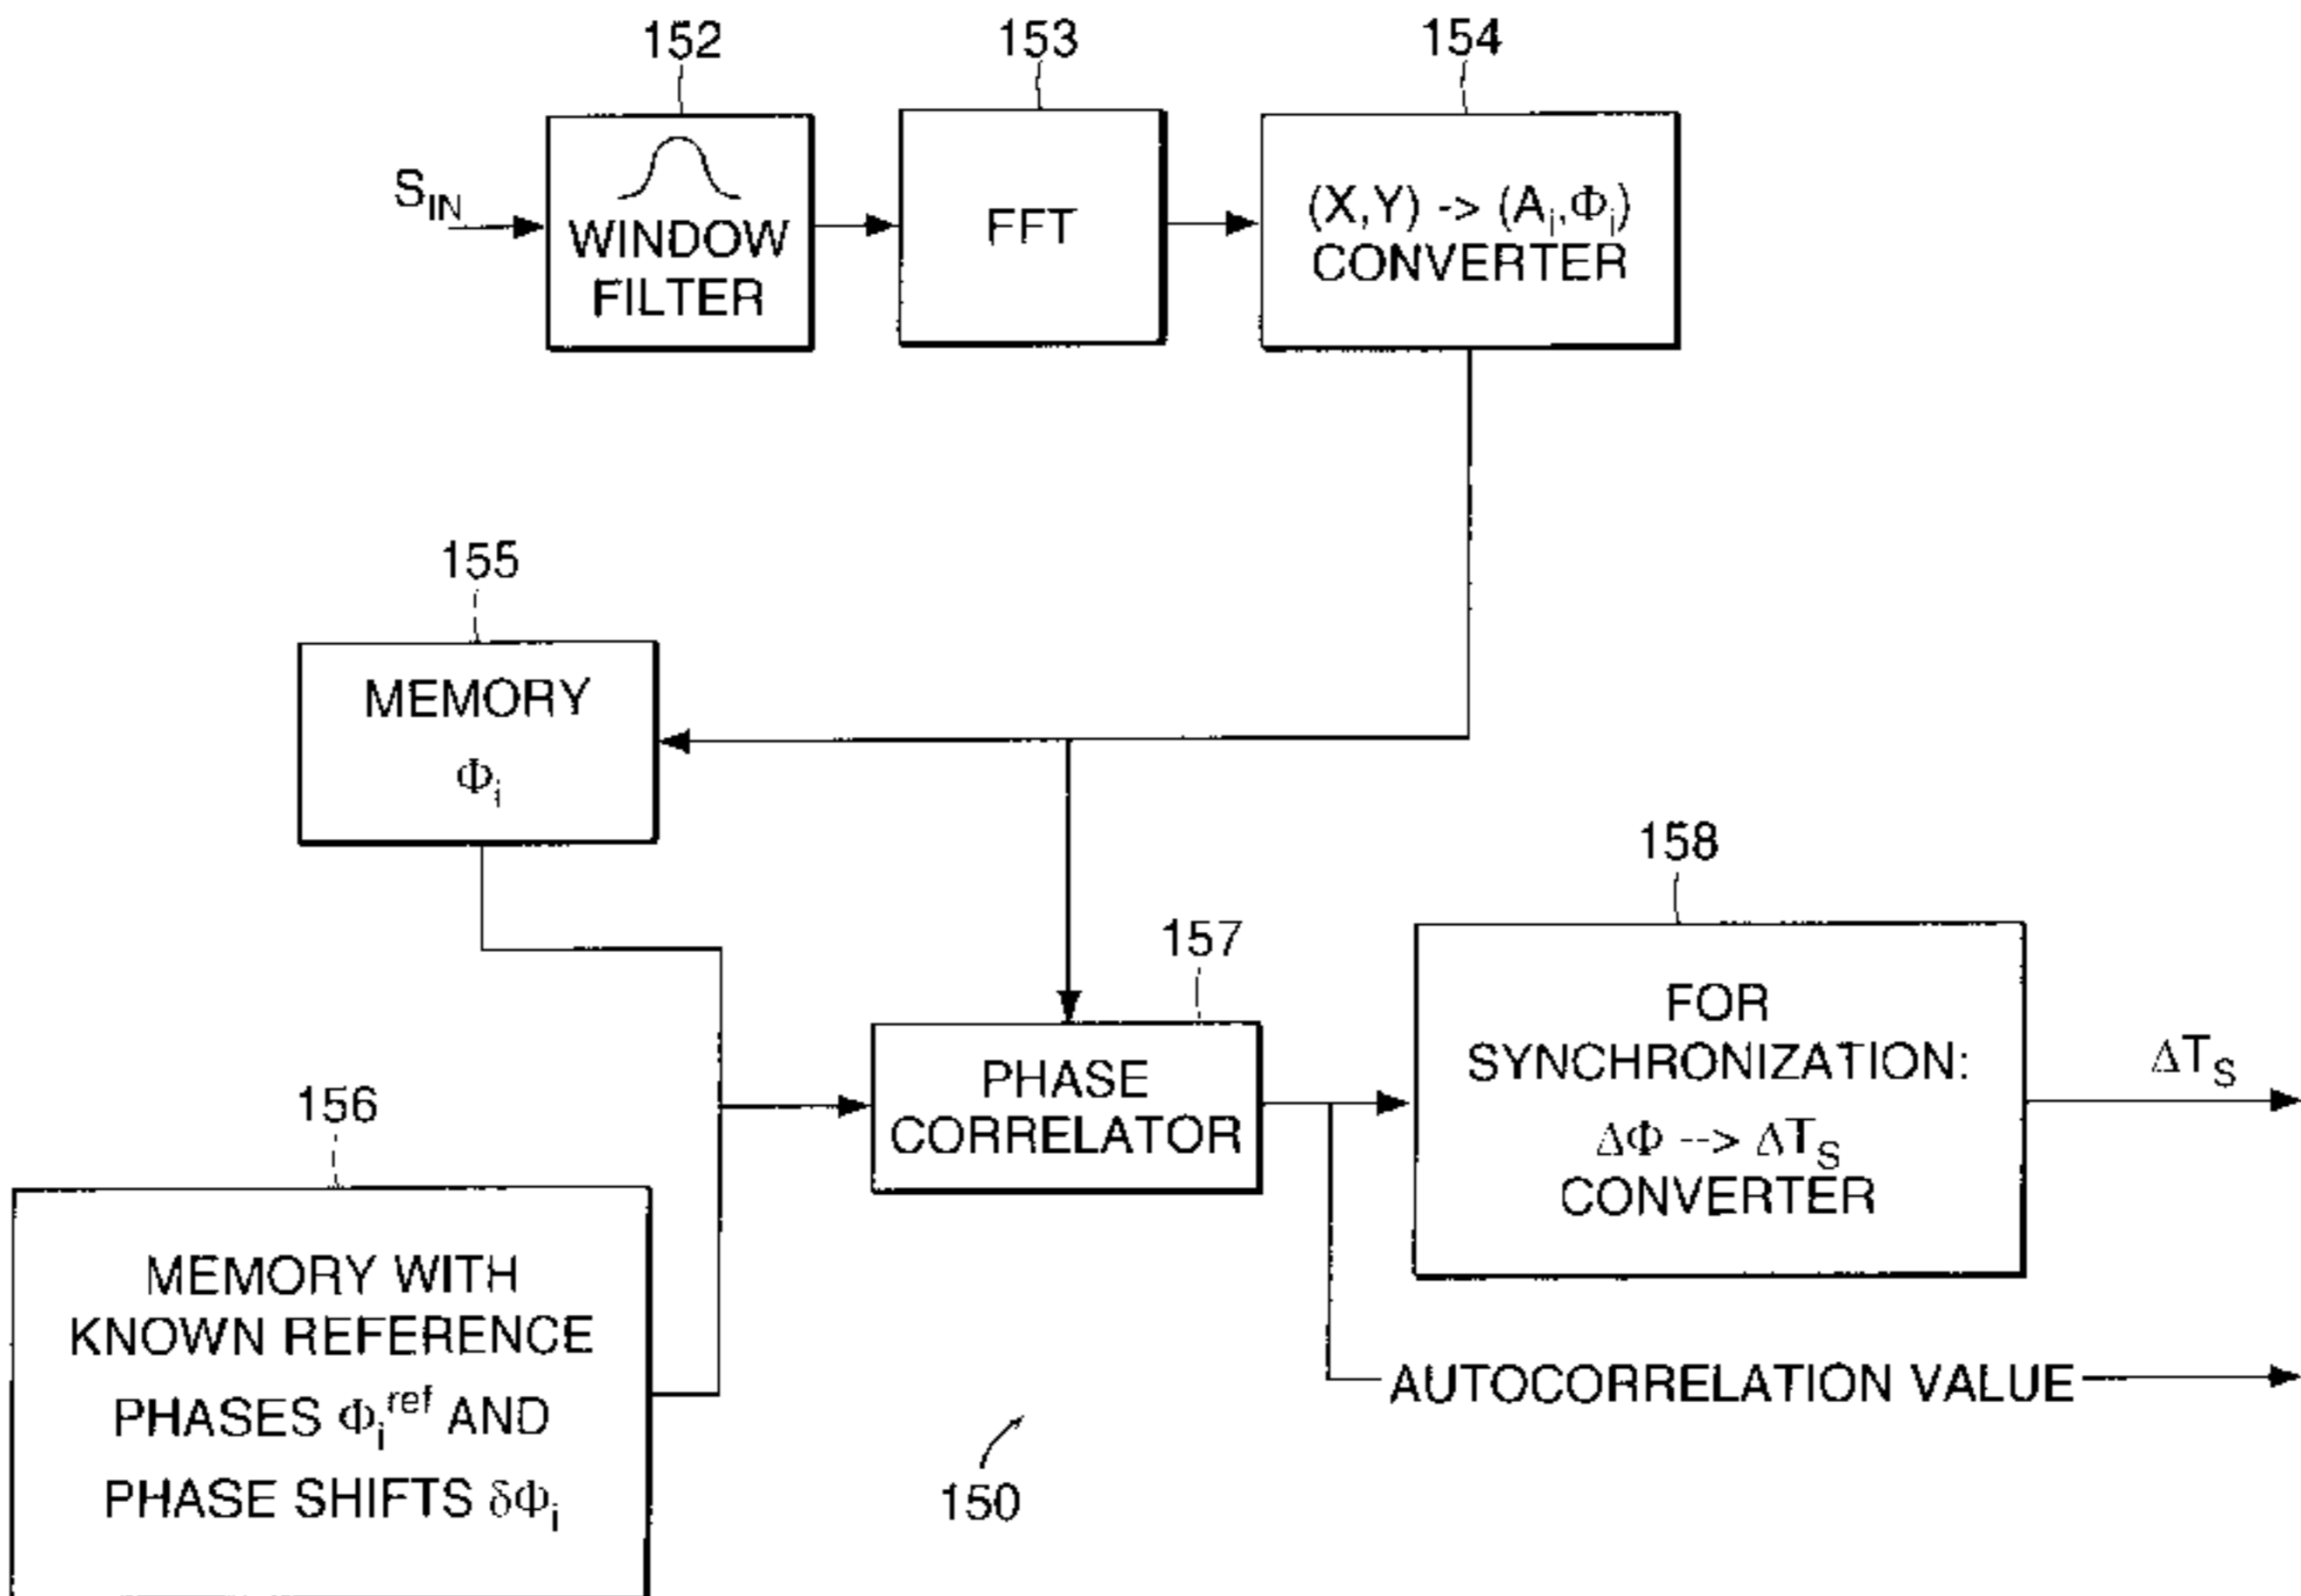 152
153
154
S_IN
WINDOW
FILTER
FFT
(X,Y) -> (A_i,Φ_i)
CONVERTER
155
MEMORY
Φ_i
158
157
FOR
SYNCHRONIZATION:
ΔΦ --> ΔT_S
CONVERTER
ΔT_S
PHASE
CORRELATOR
156
MEMORY WITH
KNOWN REFERENCE
PHASES Φ_i^ref AND
PHASE SHIFTS δΦ_i
AUTOCORRELATION VALUE
150